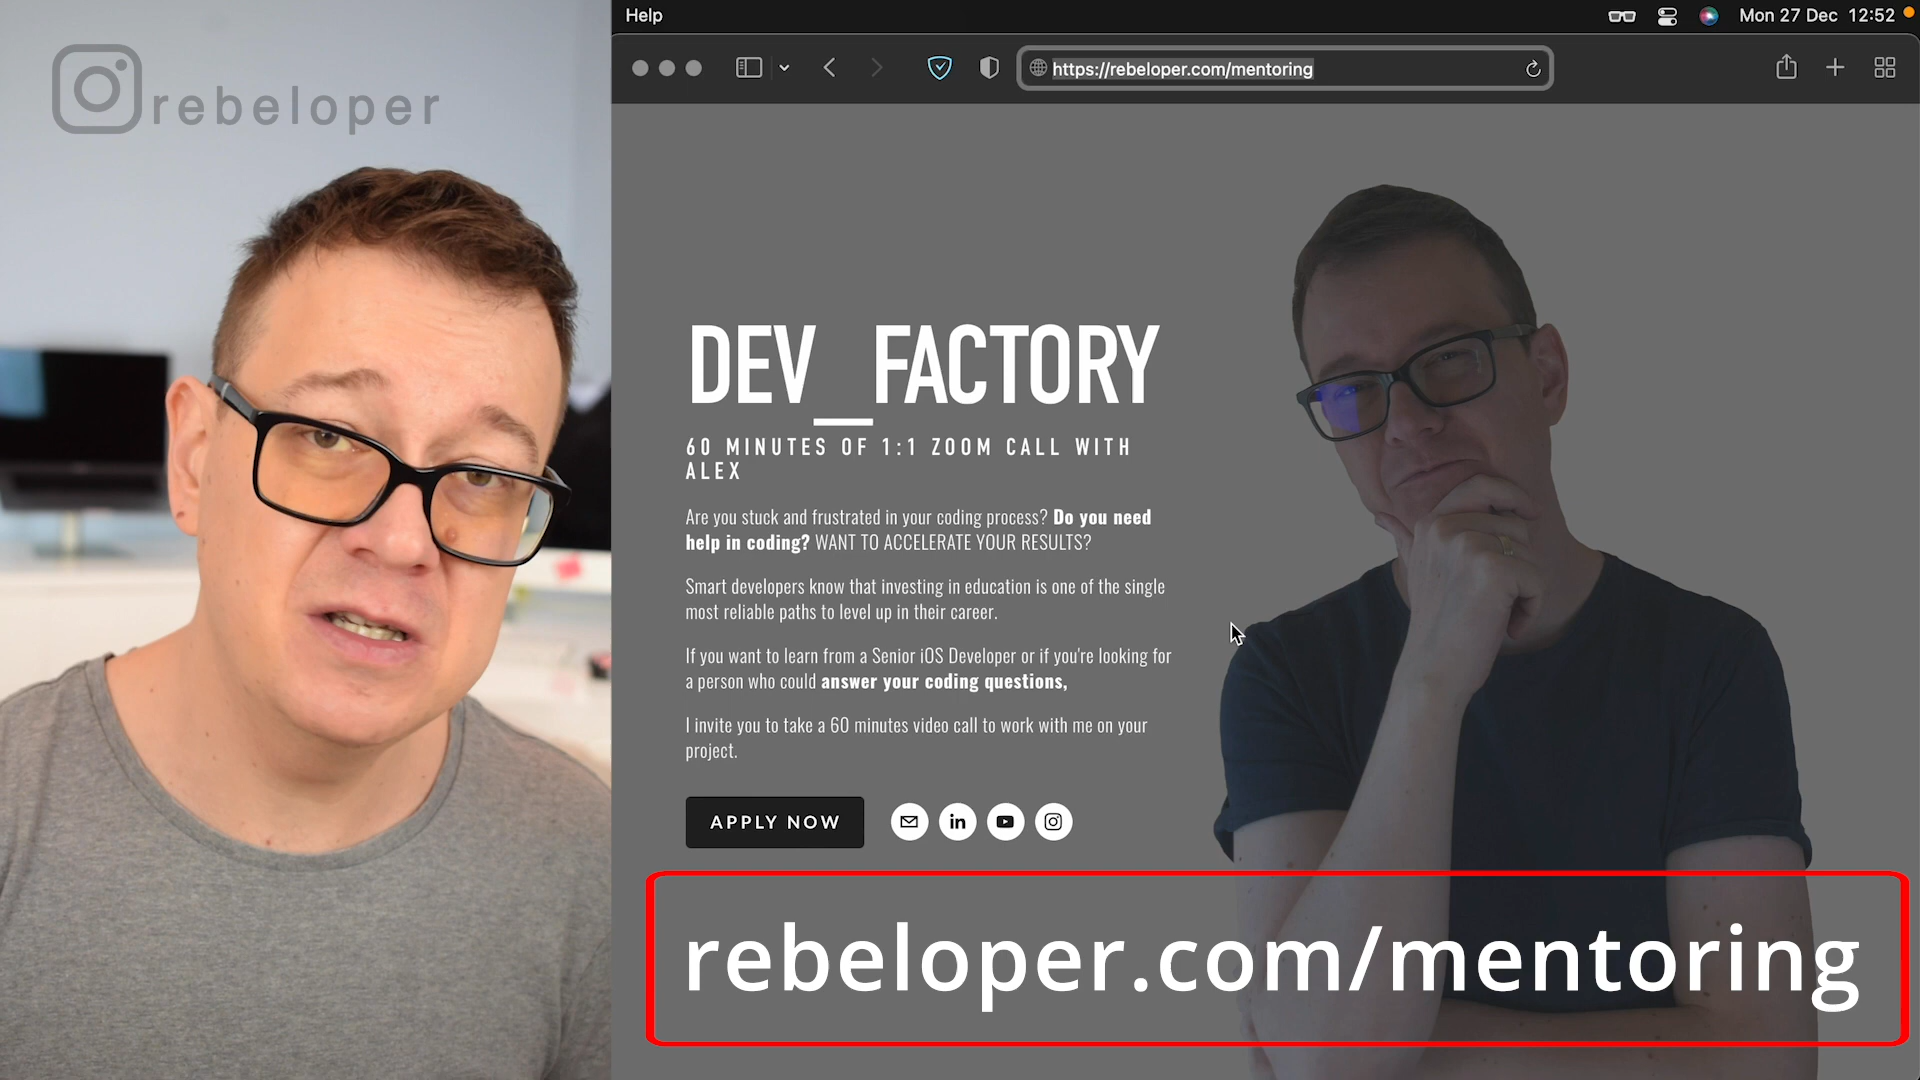 rebeloper
Help
Mon 27 Dec 12:52
https://rebeloper.com/mentoring
DEV_FACTORY
60 MINUTES OF 1:1 ZOOM CALL WITH
ALEX
Are you stuck and frustrated in your coding process? Do you need
help in coding? WANT TO ACCELERATE YOUR RESULTS?
Smart developers know that investing in education is one of the single
most reliable paths to level up in their career.
If you want to learn from a Senior iOS Developer or if you're looking for
a person who could answer your coding questions,
I invite you to take a 60 minutes video call to work with me on your
project.
APPLY NOW
in
rebeloper.com/mentoring